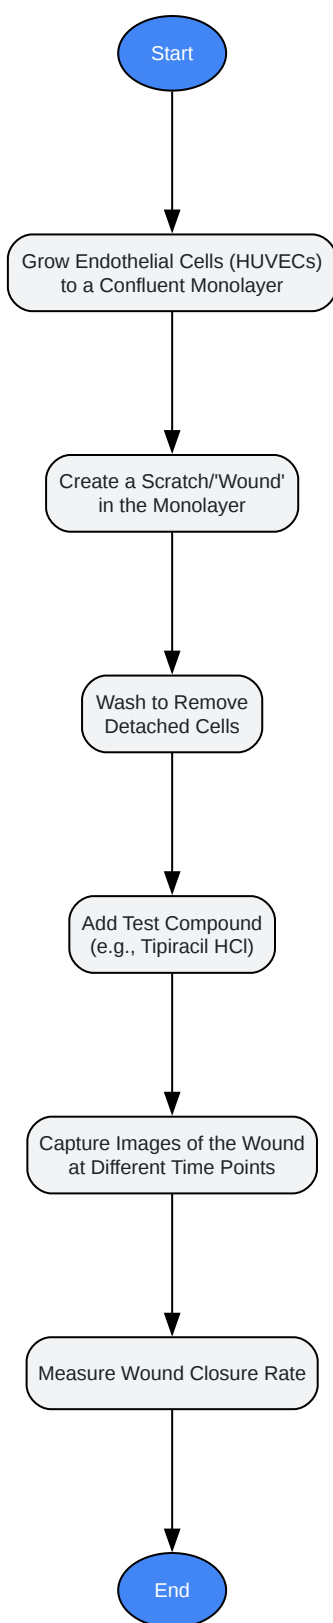 Start
Grow Endothelial Cells (HUVECs)
to a Confluent Monolayer
Create a Scratch/'Wound'
in the Monolayer
Wash to Remove
Detached Cells
Add Test Compound
(e.g., Tipiracil HCl)
Capture Images of the Wound
at Different Time Points
Measure Wound Closure Rate
End